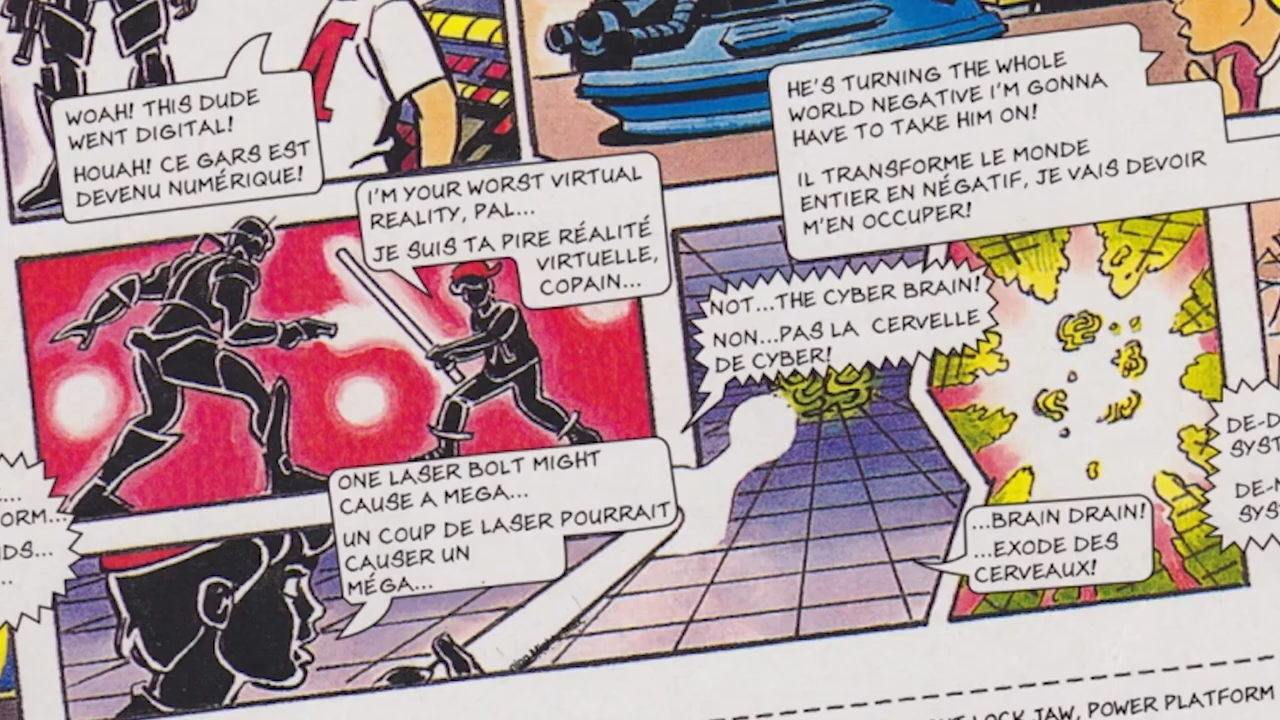 WOAH! THIS DUDE
WENT DIGITAL!
HOUAH! CE GARS EST
DEVENU NUMÉRIQUE!
HE'S TURNING THE WHOLE
WORLD NEGATIVE I'M GONNA
HAVE TO TAKE HIM ON!
IL TRANSFORME LE MONDE
ENTIER EN NÉGATIF, JE VAIS DEVOIR
M'EN OCCUPER!
I'M YOUR WORST VIRTUAL
REALITY, PAL...
JE SUIS TA PIRE RÉALITÉ
VIRTUELLE,
COPAIN...
NOT...THE CYBER BRAIN!
NON...PAS LA CERVELLE
DE CYBER!
ONE LASER BOLT MIGHT
CAUSE A MEGA...
UN COUP DE LASER POURRAIT
CAUSER UN
MÉGA...
...BRAIN DRAIN!
...EXODE DES
CERVEAUX!
LOCK JAW, POWER PLATFORM